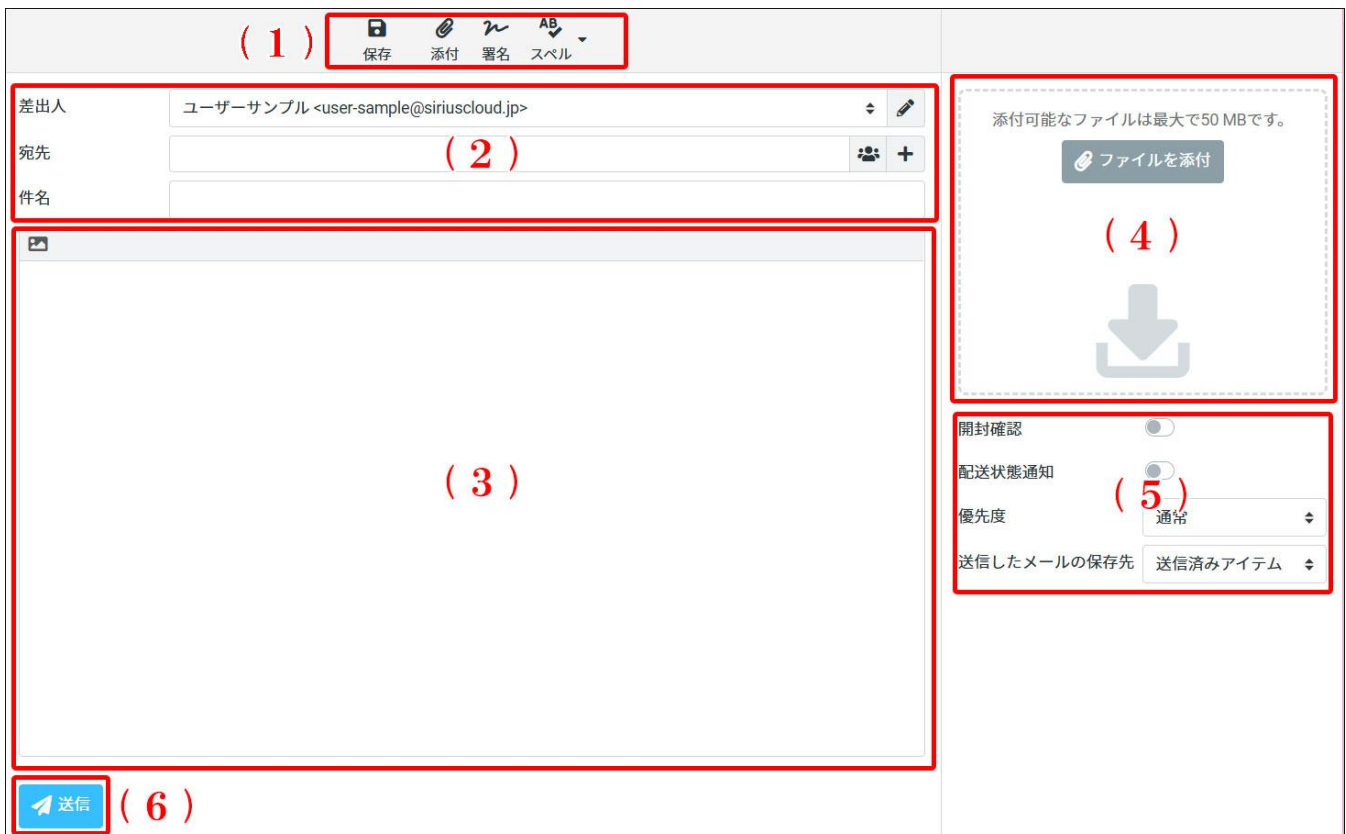 (1)
保存 添付 署名 スペル
差出人 ユーザーサンプル <user-sample@siriuscloud.jp>
宛先
(2)
件名
(3)
(6)
送信
添付可能なファイルは最大で50 MBです。
ファイルを添付
(4)
開封確認
配送状態通知
(5)
優先度 通常
送信したメールの保存先 送信済みアイテム